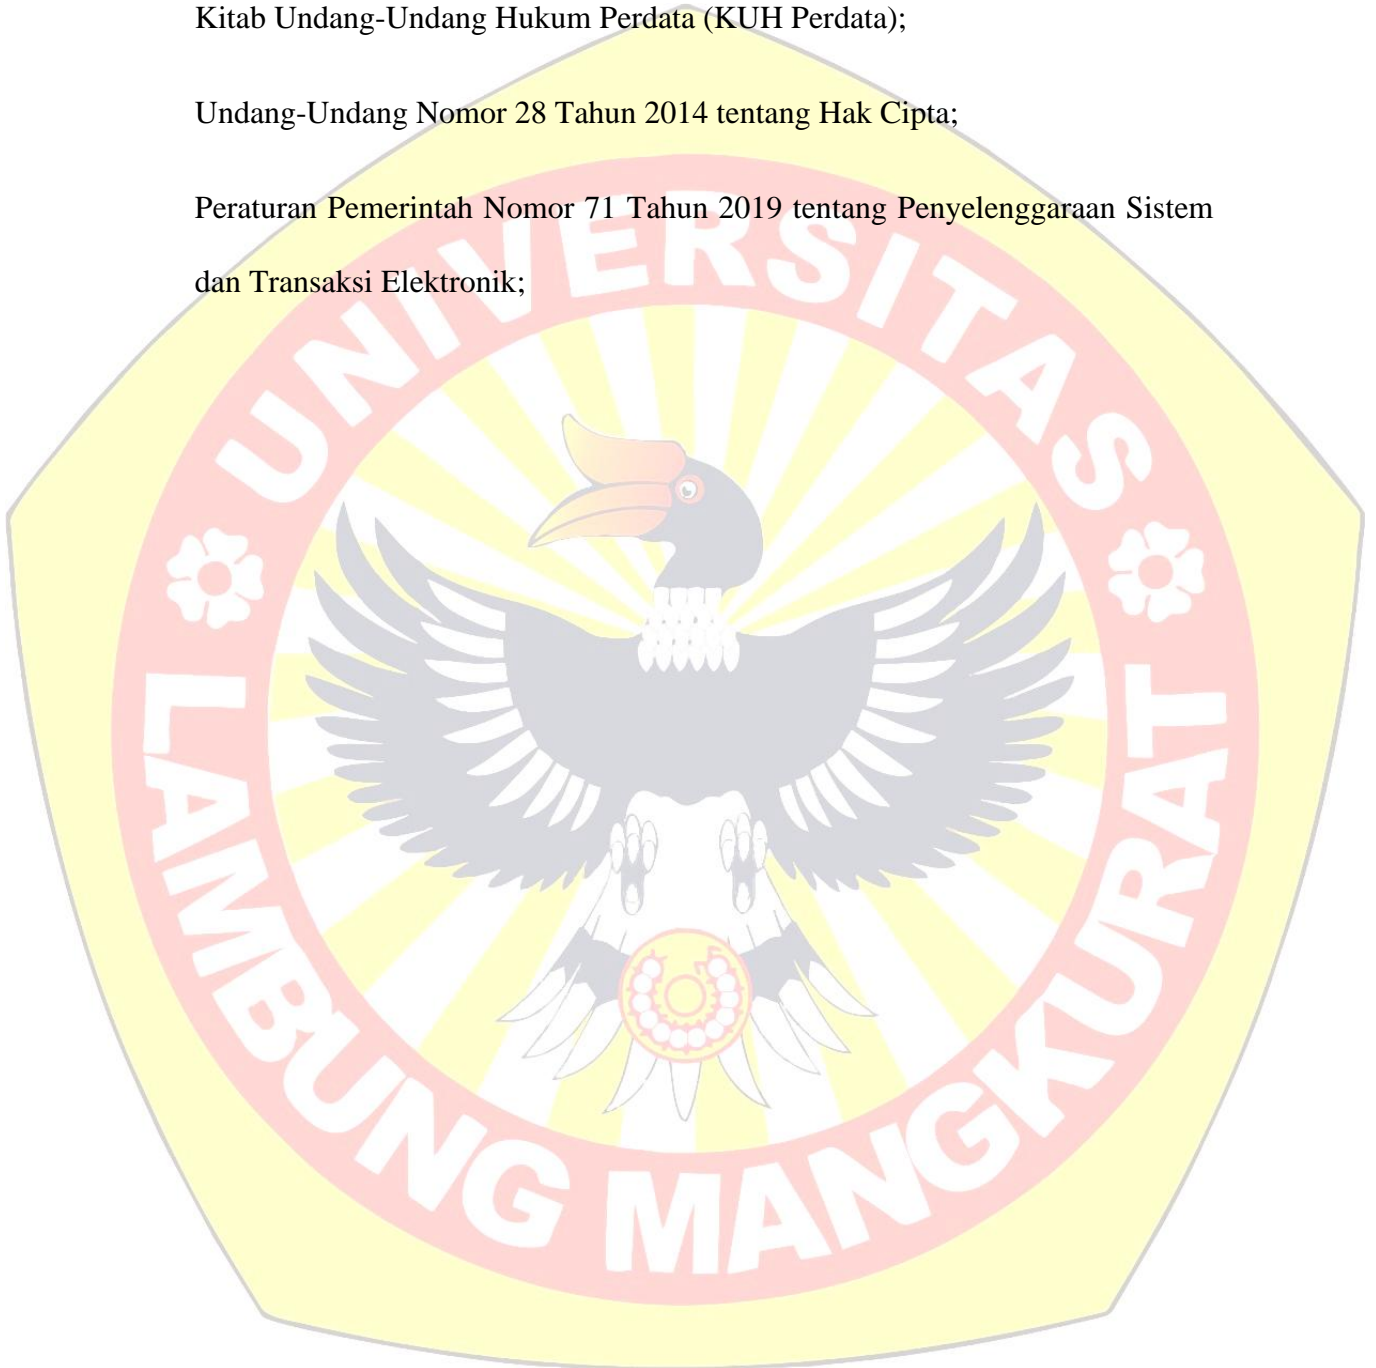 Kitab Undang-Undang Hukum Perdata (KUH Perdata);
Undang-Undang Nomor 28 Tahun 2014 tentang Hak Cipta;
Peraturan Pemerintah Nomor 71 Tahun 2019 tentang Penyelenggaraan Sistem
dan Transaksi Elektronik;
UNIVERSITAS
LAMBUNG MANGKURAT